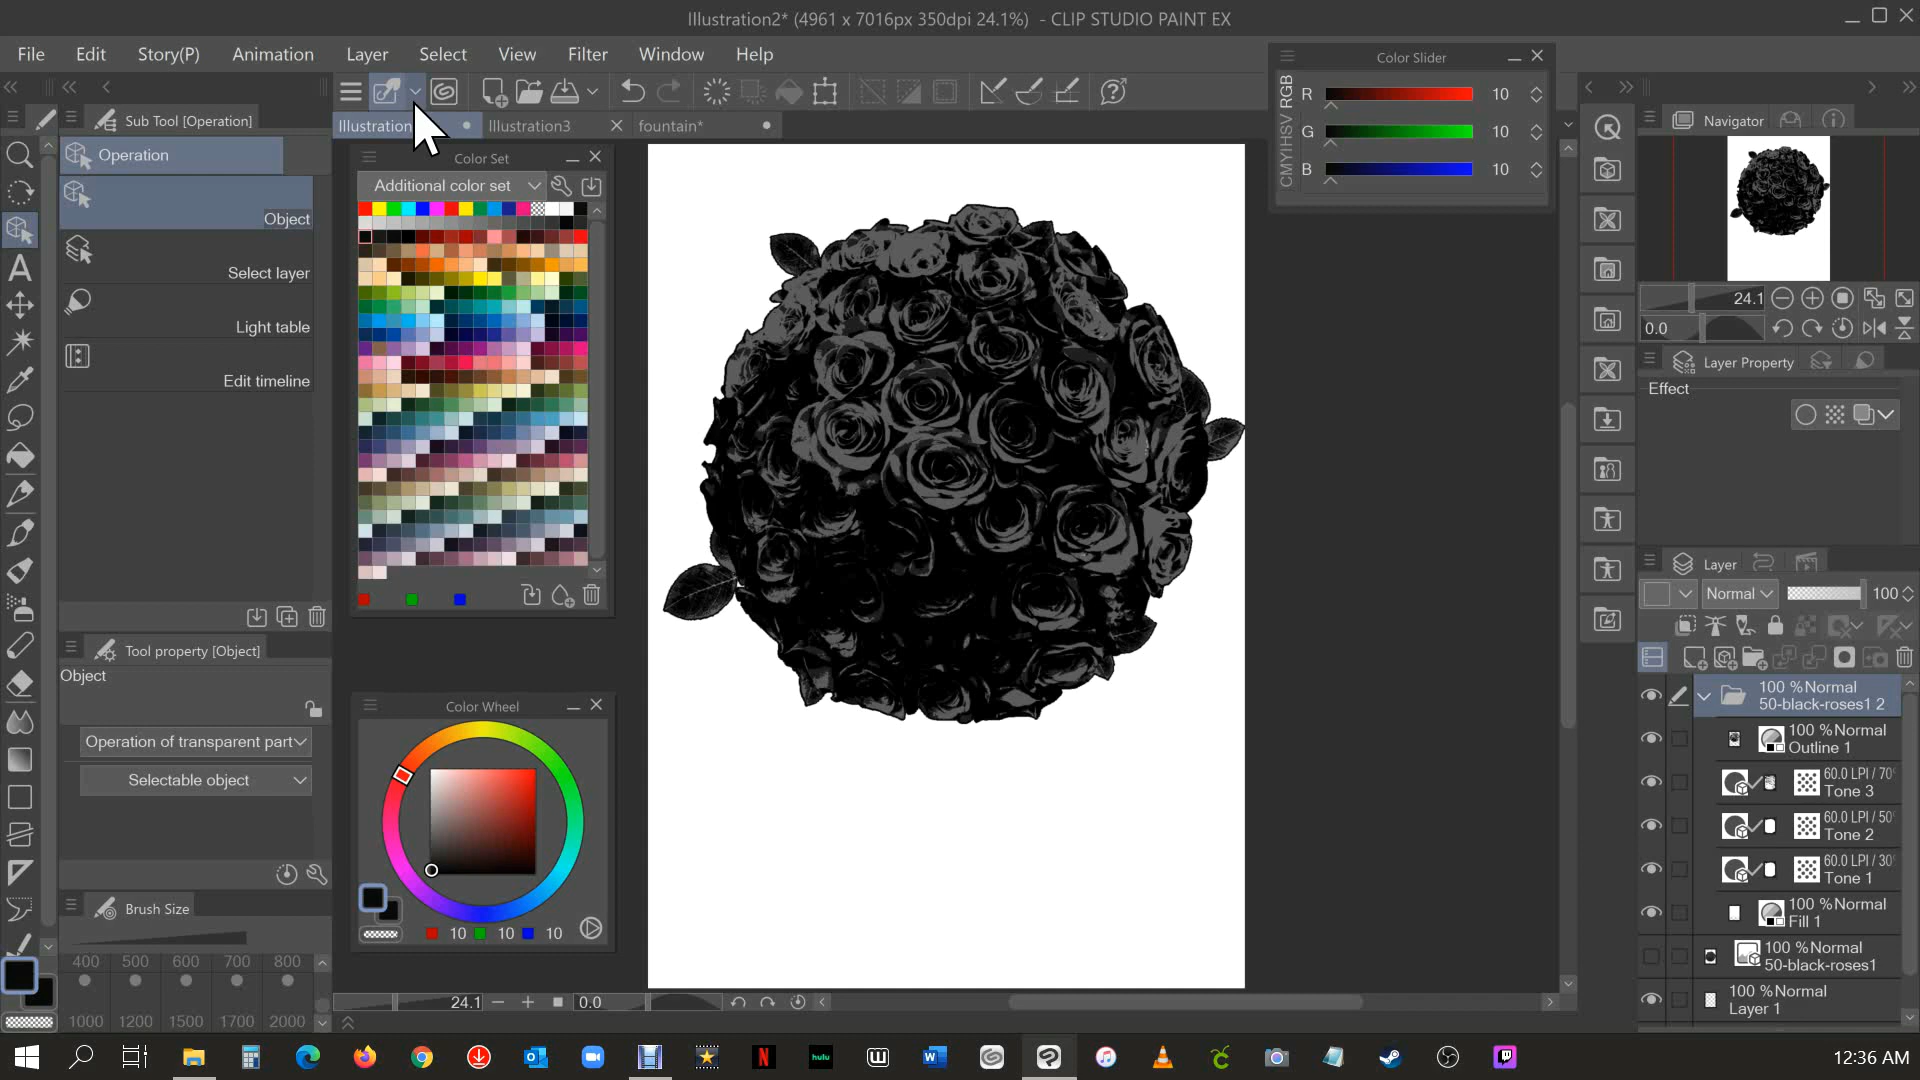 Illustration2* (4961 x 7016px 350dpi 24.1%) - CLIP STUDIO PAINT EX
File Edit Story(P) Animation Layer Select View Filter Window Help
Color Slider
RGB
HSV
CMY
R 10
G 10
B 10
Illustration
Illustration3
fountain*
Sub Tool [Operation]
Operation
Object
Select layer
Light table
Edit timeline
Color Set
Additional color set
Navigator
24.1
0.0
Layer Property
Effect
Tool property [Object]
Object
Operation of transparent part
Selectable object
Color Wheel
10 10 10
Brush Size
400 500 600 700 800
1000 1200 1500 1700 2000
24.1 0.0
Layer
Normal 100
100 %Normal
50-black-roses1 2
100 %Normal
Outline 1
60.0 LPI / 70°
Tone 3
60.0 LPI / 50°
Tone 2
60.0 LPI / 30°
Tone 1
100 %Normal
Fill 1
100 %Normal
50-black-roses1
100 %Normal
Layer 1
hulu
12:36 AM